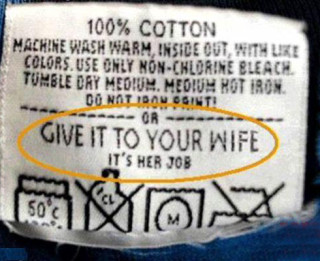 100% COTTON
MACHINE WASH WARM, INSIDE OUT, WITH LIKE
COLORS. USE ONLY NON-CHLORINE BLEACH.
TUMBLE DRY MEDIUM. MEDIUM HOT IRON.
DO NOT IRON PRINT!
OR
GIVE IT TO YOUR WIFE
IT'S HER JOB
60°C CL M